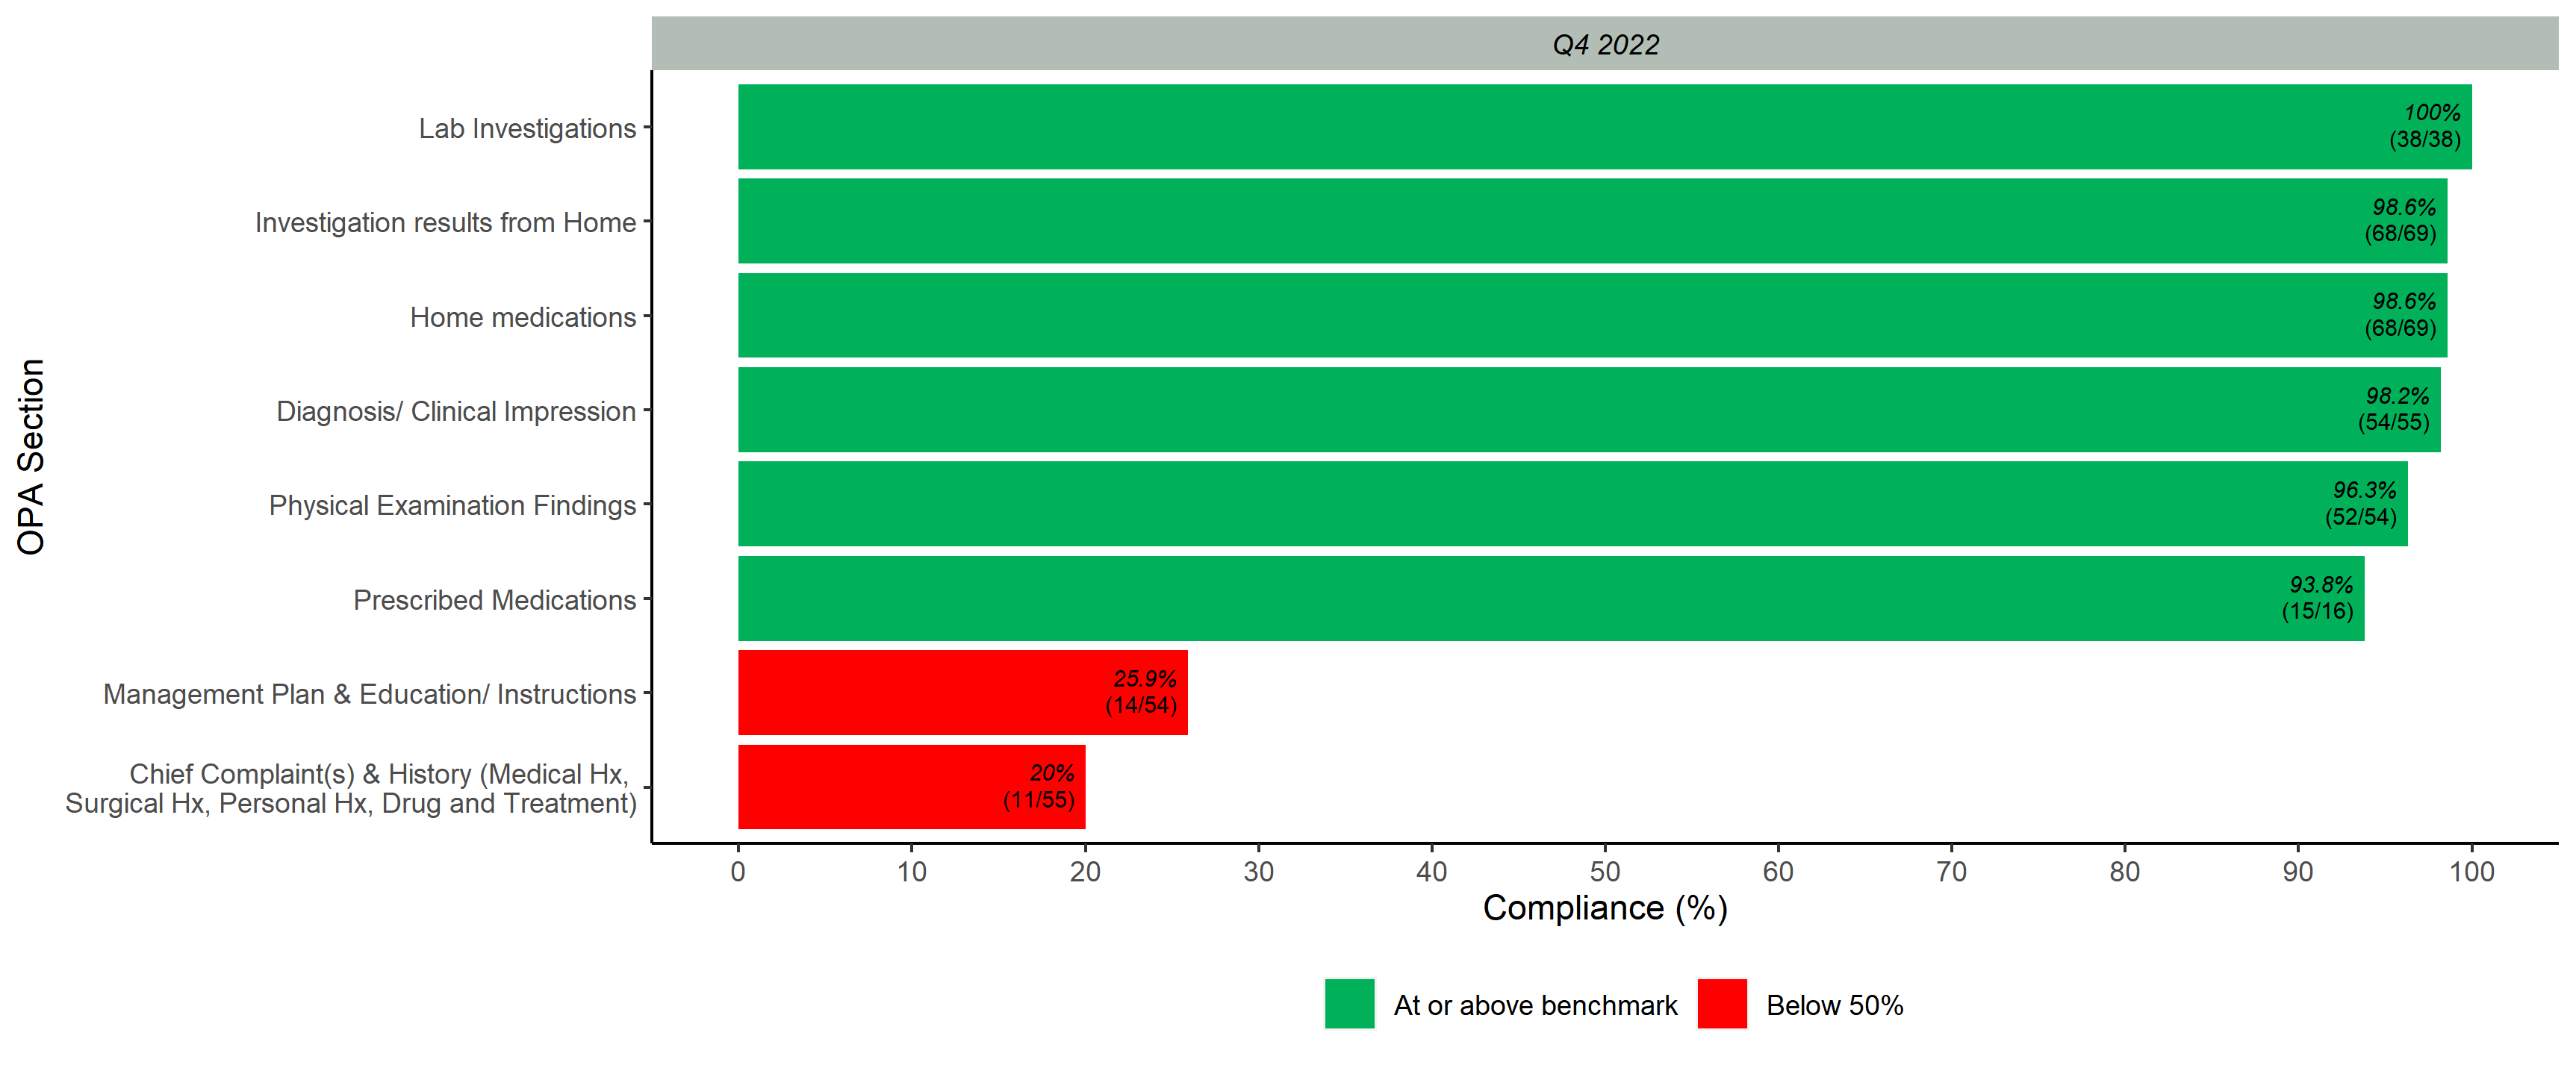 Q4 2022
OPA Section
Lab Investigations
100%
(38/38)
Investigation results from Home
98.6%
(68/69)
Home medications
98.6%
(68/69)
Diagnosis/ Clinical Impression
98.2%
(54/55)
Physical Examination Findings
96.3%
(52/54)
Prescribed Medications
93.8%
(15/16)
Management Plan & Education/ Instructions
25.9%
(14/54)
Chief Complaint(s) & History (Medical Hx,
Surgical Hx, Personal Hx, Drug and Treatment)
20%
(11/55)
0 10 20 30 40 50 60 70 80 90 100
Compliance (%)
At or above benchmark Below 50%